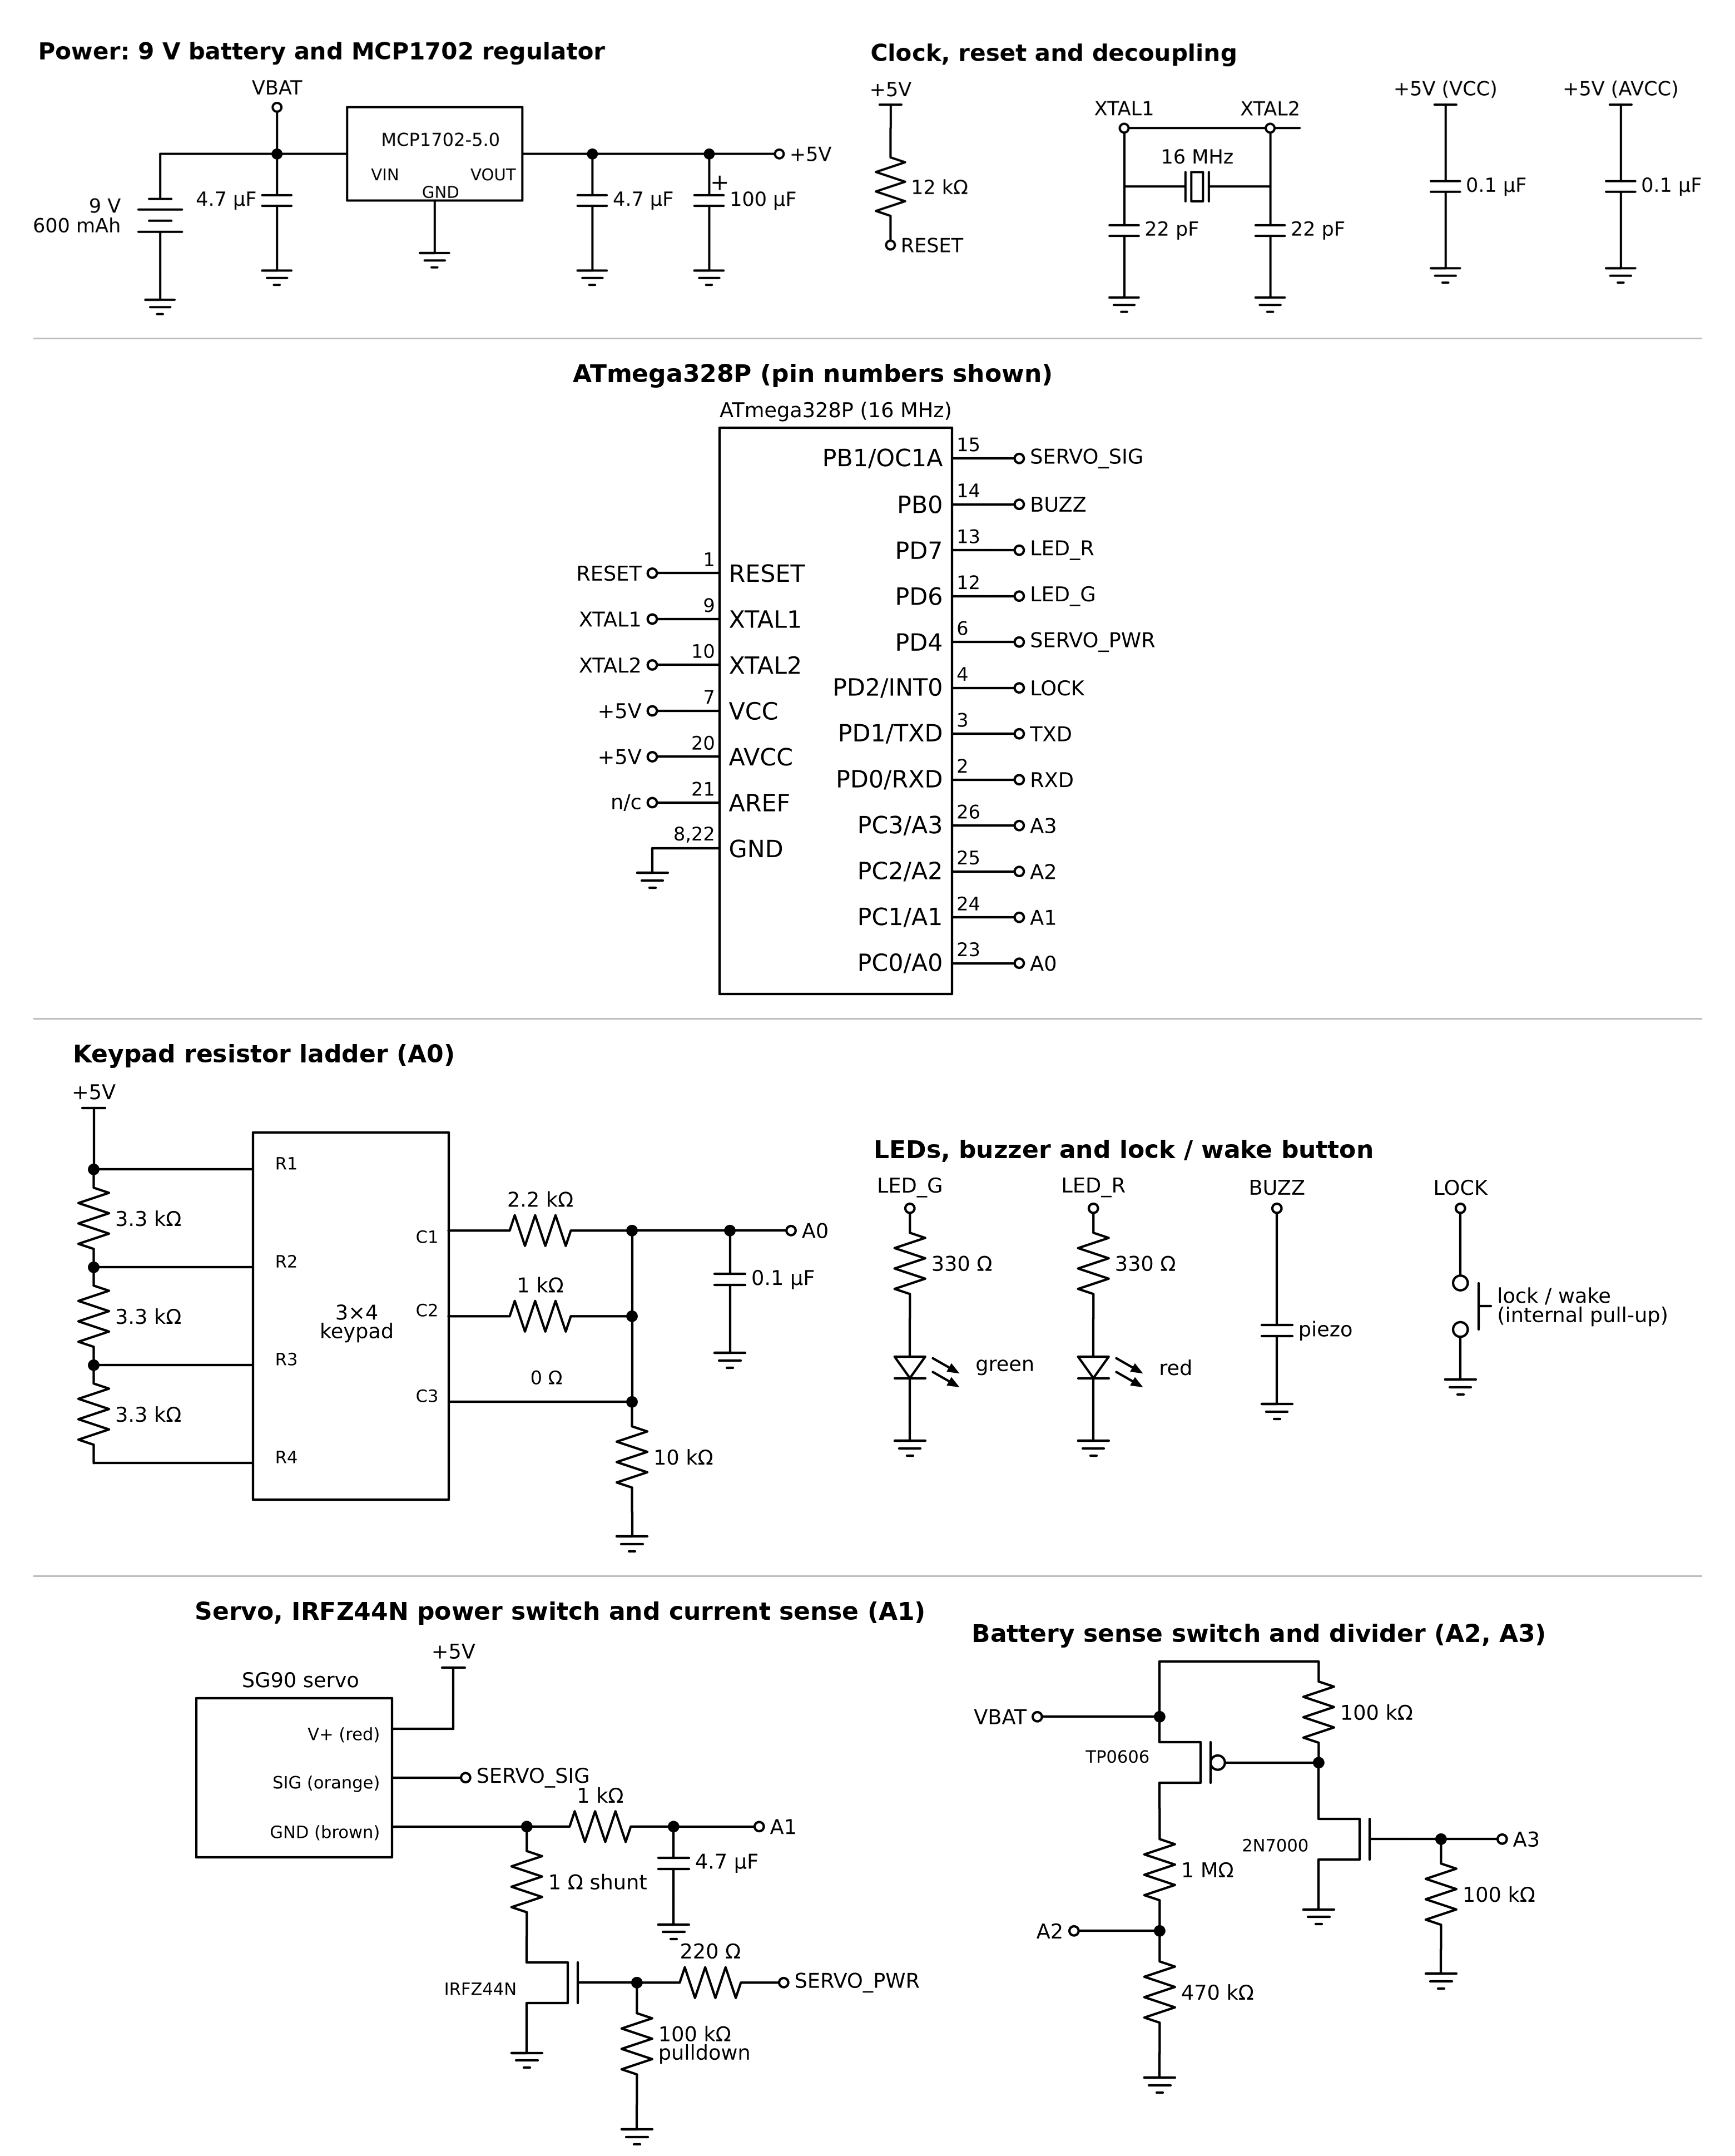 Power: 9 V battery and MCP1702 regulator
VBAT
MCP1702-5.0
VIN
VOUT
GND
+5V
9 V
600 mAh
4.7 µF
4.7 µF
+
100 µF
Clock, reset and decoupling
+5V
12 kΩ
RESET
XTAL1
XTAL2
16 MHz
22 pF
22 pF
+5V (VCC)
0.1 µF
+5V (AVCC)
0.1 µF
ATmega328P (pin numbers shown)
ATmega328P (16 MHz)
RESET
1
RESET
XTAL1
9
XTAL1
XTAL2
10
XTAL2
+5V
7
VCC
+5V
20
AVCC
n/c
21
AREF
8,22
GND
PB1/OC1A
15
SERVO_SIG
PB0
14
BUZZ
PD7
13
LED_R
PD6
12
LED_G
PD4
6
SERVO_PWR
PD2/INT0
4
LOCK
PD1/TXD
3
TXD
PD0/RXD
2
RXD
PC3/A3
26
A3
PC2/A2
25
A2
PC1/A1
24
A1
PC0/A0
23
A0
Keypad resistor ladder (A0)
+5V
3.3 kΩ
3.3 kΩ
3.3 kΩ
R1
R2
R3
R4
3×4
keypad
C1
C2
C3
2.2 kΩ
1 kΩ
0 Ω
A0
0.1 µF
10 kΩ
LEDs, buzzer and lock / wake button
LED_G
330 Ω
green
LED_R
330 Ω
red
BUZZ
piezo
LOCK
lock / wake
(internal pull-up)
Servo, IRFZ44N power switch and current sense (A1)
+5V
SG90 servo
V+ (red)
SIG (orange)
GND (brown)
SERVO_SIG
1 kΩ
A1
4.7 µF
1 Ω shunt
IRFZ44N
220 Ω
SERVO_PWR
100 kΩ
pulldown
Battery sense switch and divider (A2, A3)
VBAT
100 kΩ
TP0606
2N7000
A3
1 MΩ
100 kΩ
A2
470 kΩ